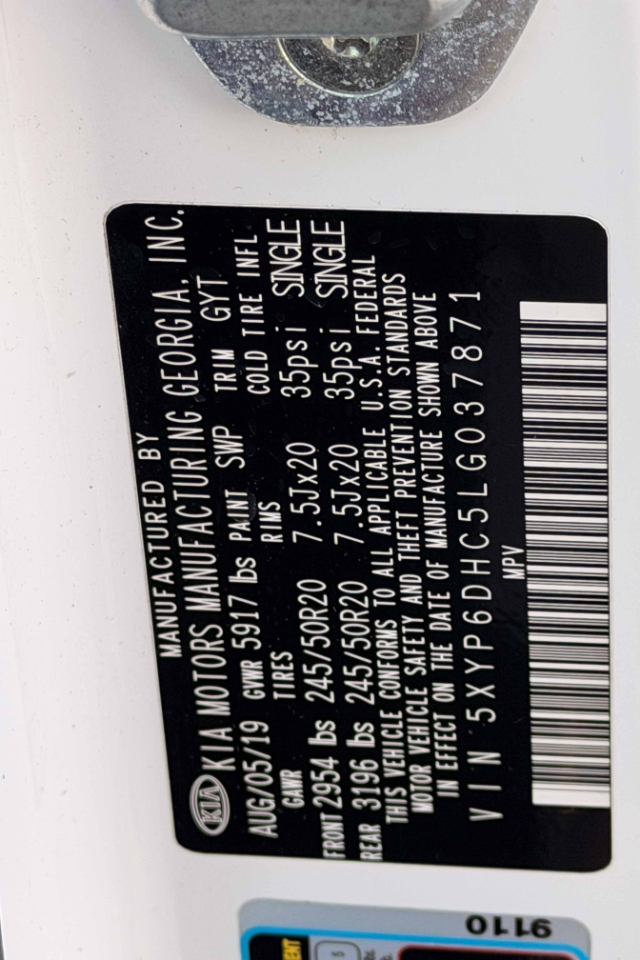 MANUFACTURED BY
KIA KIA MOTORS MANUFACTURING GEORGIA, INC.
AUG/05/19 GVWR 5917 lbs PAINT SWP TRIM GYT
GAWR TIRES RIMS COLD TIRE INFL
FRONT 2954 lbs 245/50R20 7.5Jx20 35psi SINGLE
REAR 3196 lbs 245/50R20 7.5Jx20 35psi SINGLE
THIS VEHICLE CONFORMS TO ALL APPLICABLE U.S.A. FEDERAL
MOTOR VEHICLE SAFETY AND THEFT PREVENTION STANDARDS
IN EFFECT ON THE DATE OF MANUFACTURE SHOWN ABOVE
VIN 5XYP6DHC5LG037871
MPV
9110